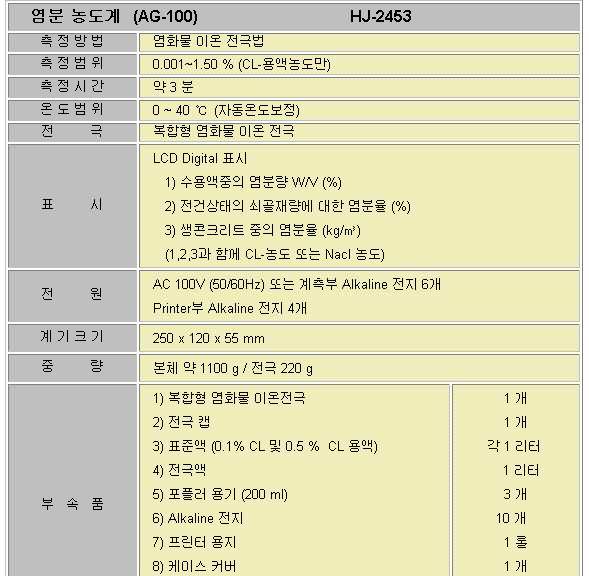 염분 농도계 (AG-100) HJ-2453
측 정 방 법 염화물 이온 전극법
측 정 범 위 0.001~1.50 % (CL-용액농도만)
측 정 시 간 약 3 분
온 도 범 위 0 ~ 40 ℃ (자동온도보정)
전 극 복합형 염화물 이온 전극
표 시
LCD Digital 표시
1) 수용액중의 염분량 W/V (%)
2) 전건상태의 쇠골재량에 대한 염분율 (%)
3) 생콘크리트 중의 염분율 (kg/㎥)
(1,2,3과 함께 CL-농도 또는 Nacl 농도)
전 원
AC 100V (50/60Hz) 또는 계측부 Alkaline 전지 6개
Printer부 Alkaline 전지 4개
계 기 크 기 250 x 120 x 55 mm
중 량 본체 약 1100 g / 전극 220 g
부 속 품
1) 복합형 염화물 이온전극 1 개
2) 전극 캡 1 개
3) 표준액 (0.1% CL 및 0.5 % CL 용액) 각 1 리터
4) 전극액 1 리터
5) 포플러 용기 (200 ml) 3 개
6) Alkaline 전지 10 개
7) 프린터 용지 1 롤
8) 케이스 커버 1 개